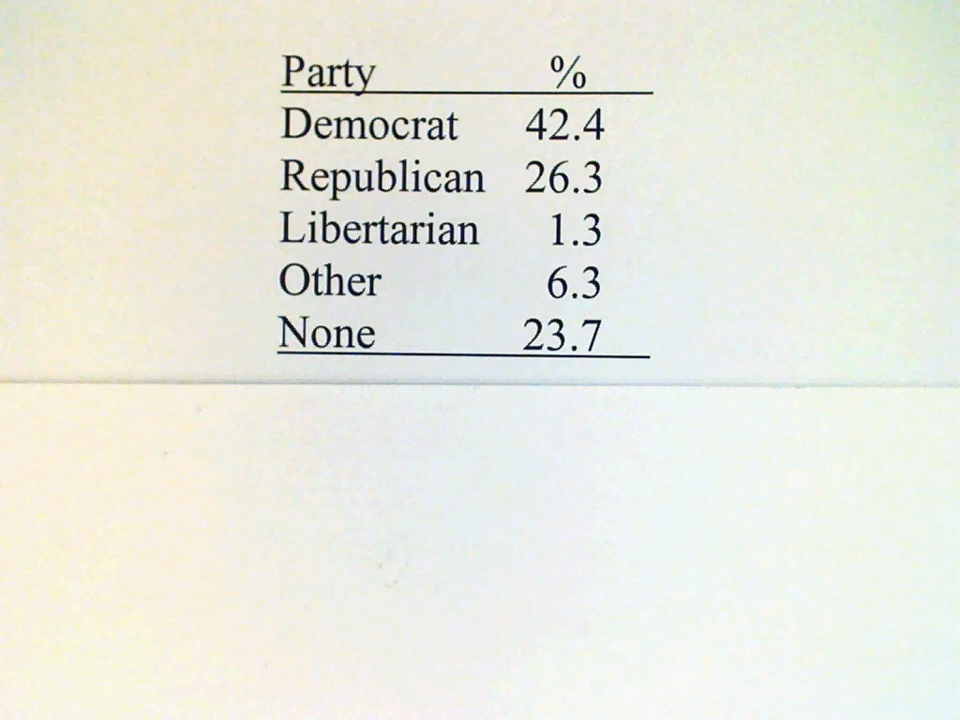 Party %
Democrat 42.4
Republican 26.3
Libertarian 1.3
Other 6.3
None 23.7